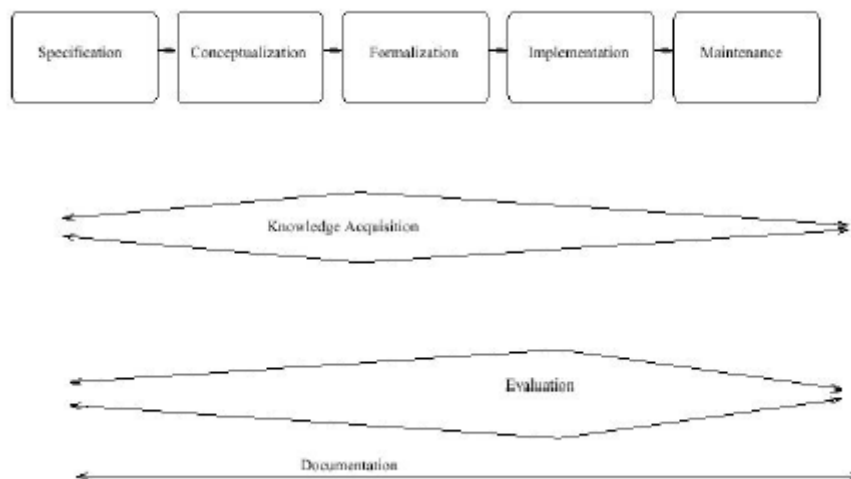 Specification
Conceptualization
Formalization
Implementation
Maintenance
Knowledge Acquisition
Evaluation
Documentation